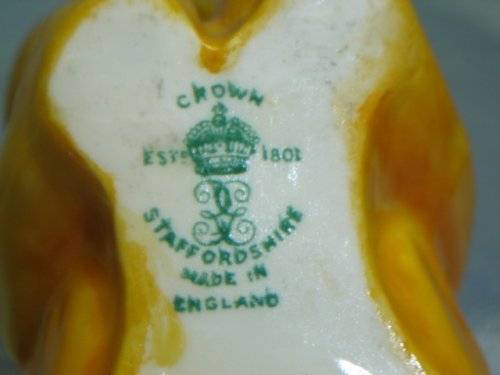 CROWN
ESTD 1801
STAFFORDSHIRE
MADE IN
ENGLAND